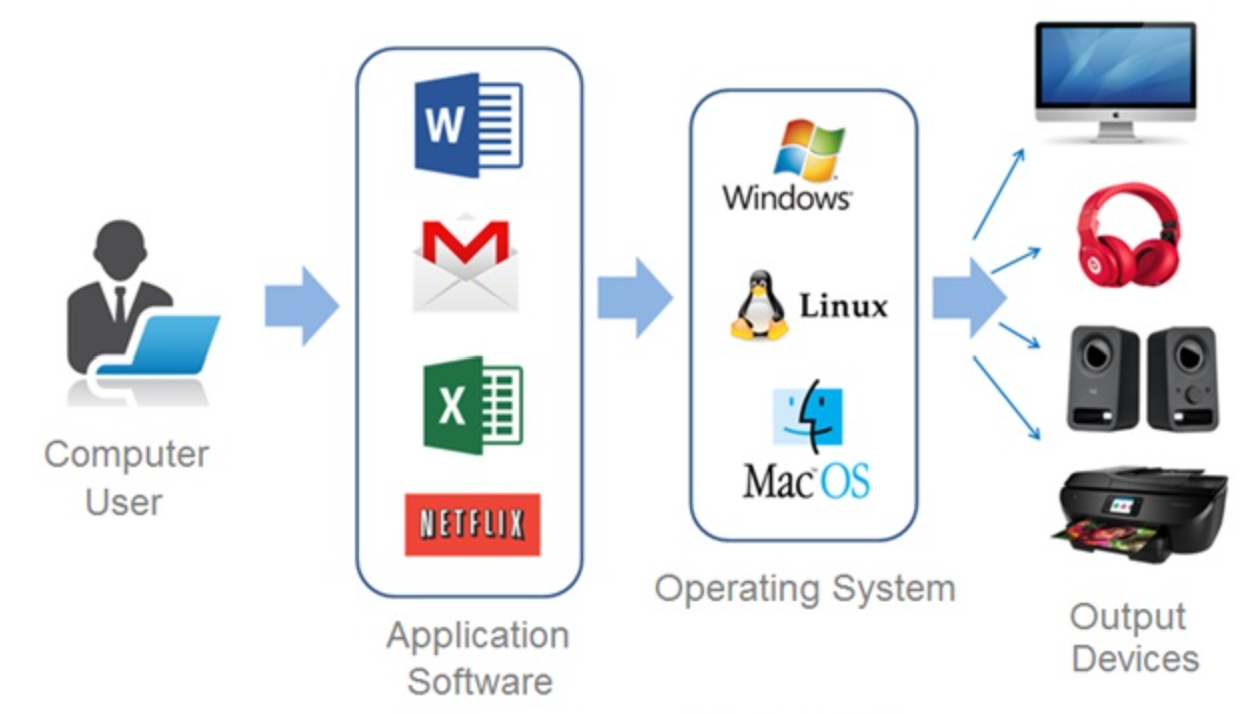 W
Windows
M
Linux
X
Mac OS
NETFLIX
Computer
User
Operating System
Application
Software
Output
Devices